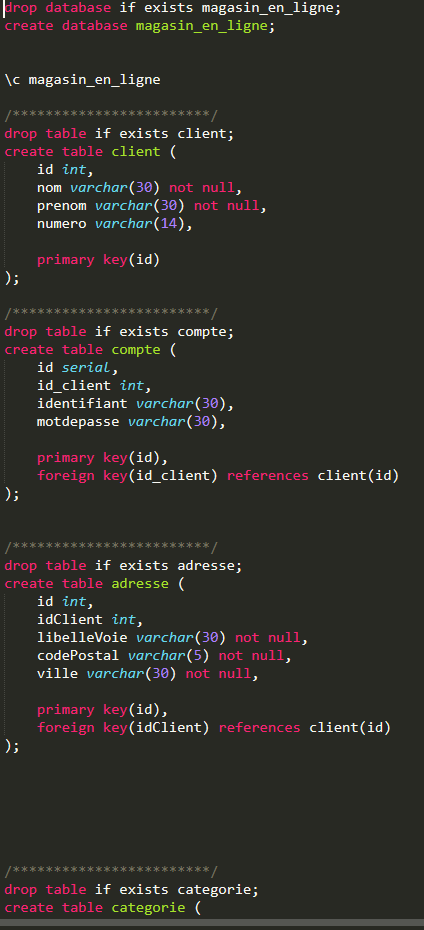 drop database if exists magasin_en_ligne;
create database magasin_en_ligne;
\c magasin_en_ligne
/************************/
drop table if exists client;
create table client (
id int,
nom varchar(30) not null,
prenom varchar(30) not null,
numero varchar(14),
primary key(id)
);
/************************/
drop table if exists compte;
create table compte (
id serial,
id_client int,
identifiant varchar(30),
motdepasse varchar(30),
primary key(id),
foreign key(id_client) references client(id)
);
/************************/
drop table if exists adresse;
create table adresse (
id int,
idClient int,
libelleVoie varchar(30) not null,
codePostal varchar(5) not null,
ville varchar(30) not null,
primary key(id),
foreign key(idClient) references client(id)
);
/************************/
drop table if exists categorie;
create table categorie (